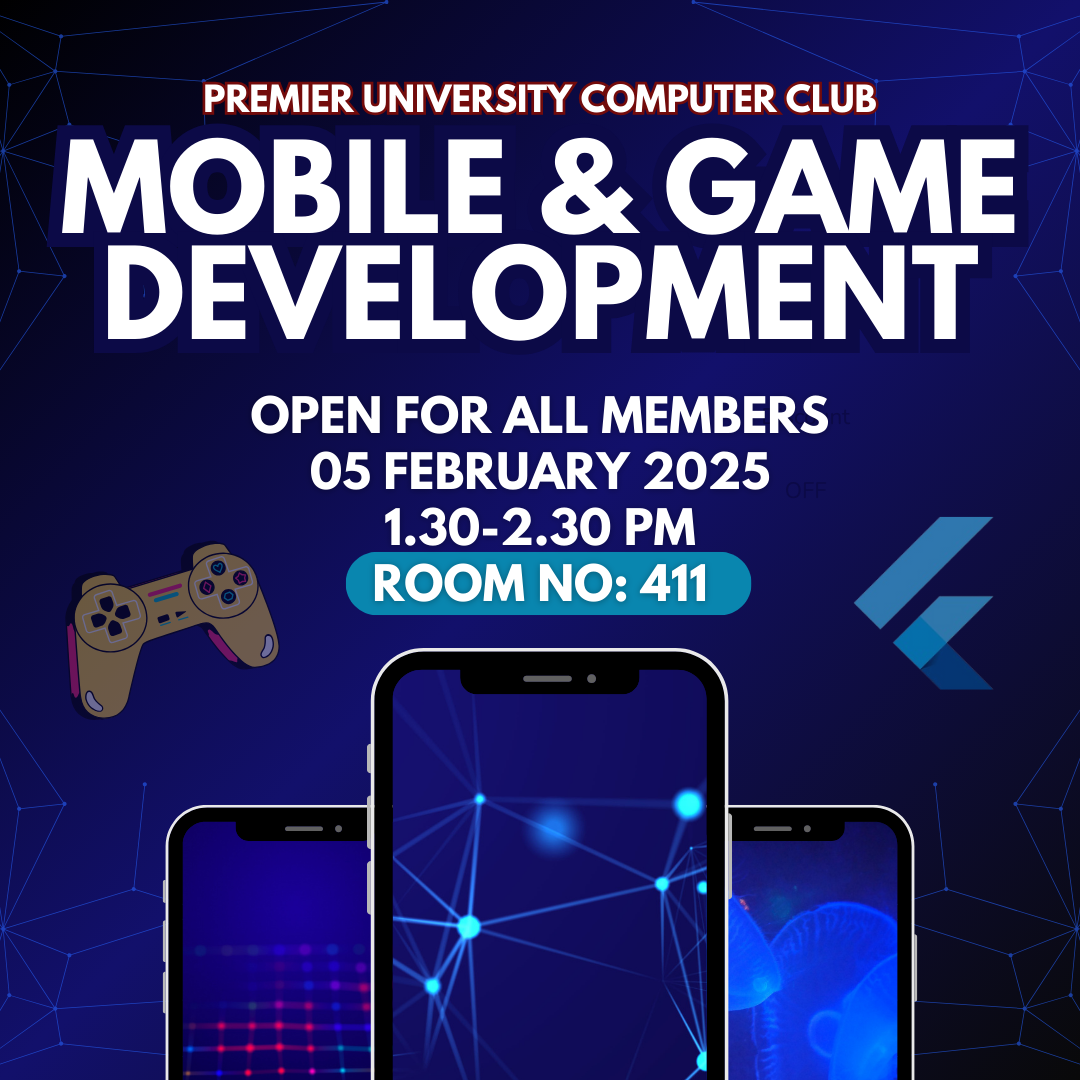 PREMIER UNIVERSITY COMPUTER CLUB
MOBILE & GAME
DEVELOPMENT
OPEN FOR ALL MEMBERS
05 FEBRUARY 2025
OFF
1.30-2.30 PM
ROOM NO: 411